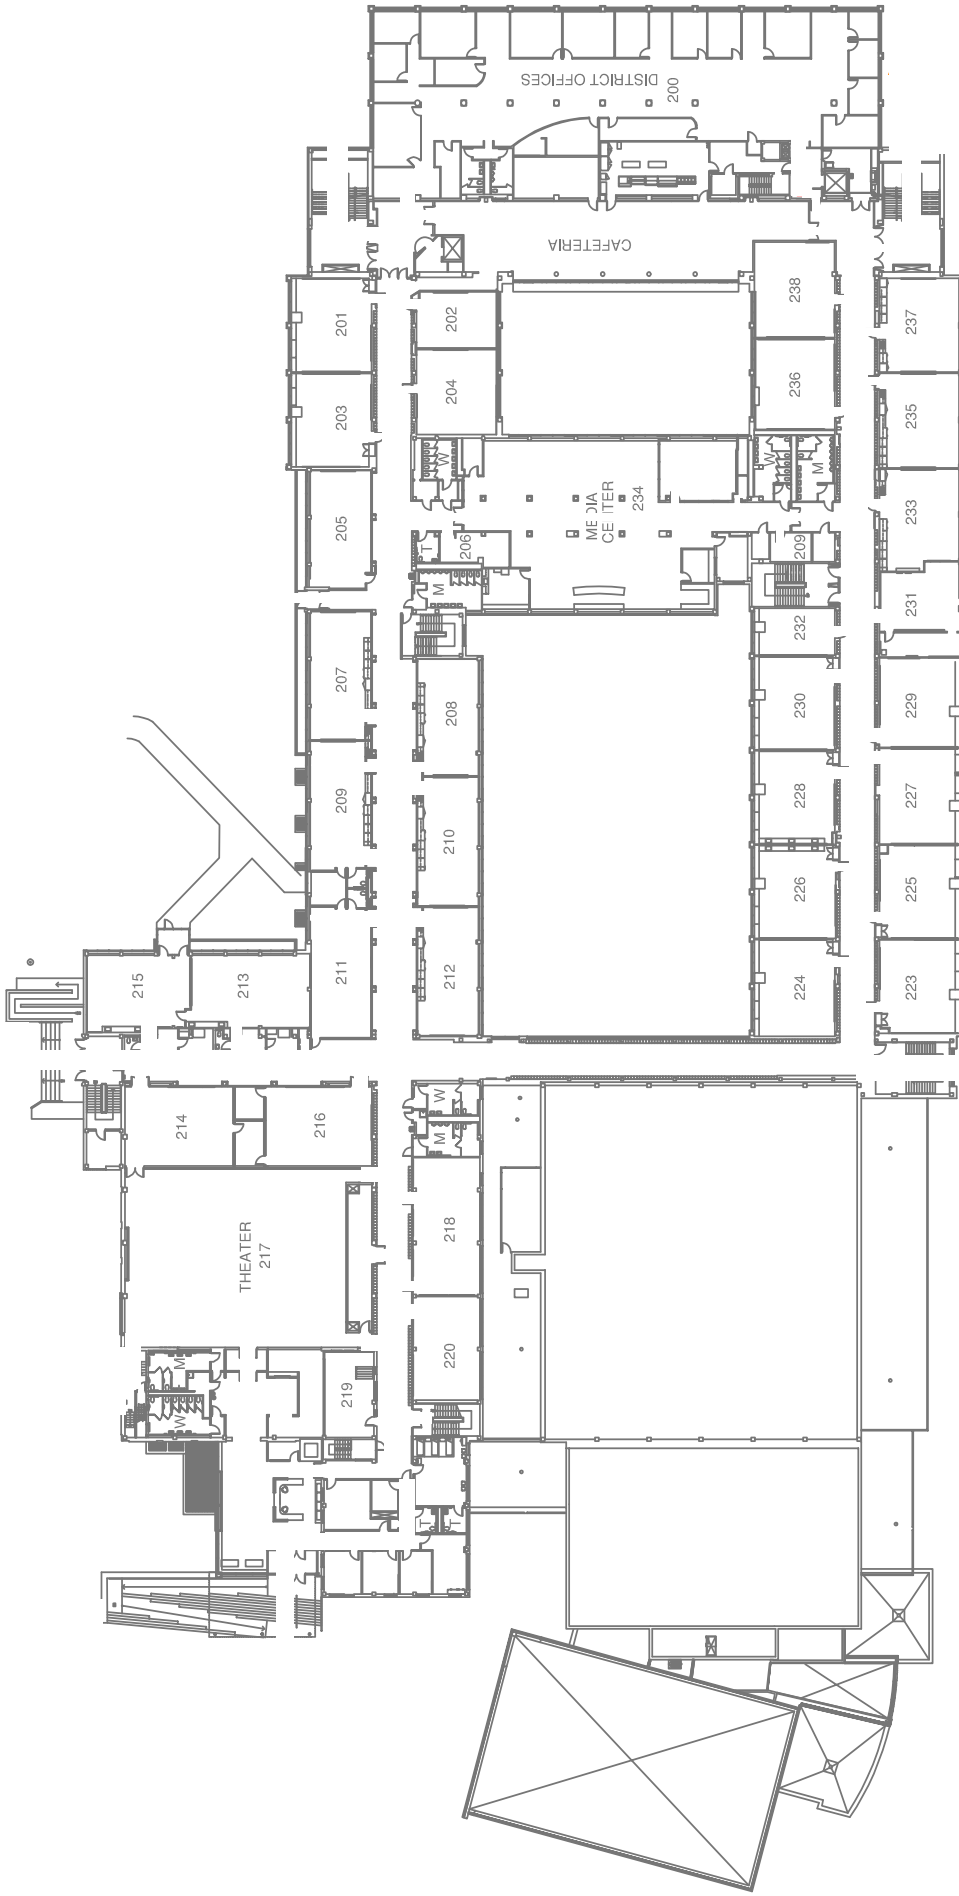 DISTRICT OFFICES
200
CAFETERIA
201
202
238
237
203
204
236
235
W
W
M
205
MEDIA
CENTER
234
233
T
206
209
M
231
232
207
208
230
229
209
210
228
227
226
225
211
212
213
215
224
223
214
216
W
M
THEATER
217
218
M
W
219
220
T
T